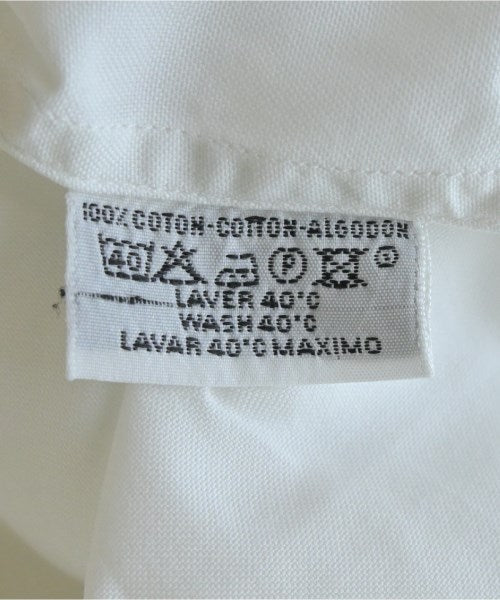 100% COTON-COTTON-ALGODON
40 P
LAVER 40°C
WASH 40°C
LAVAR 40°C MAXIMO